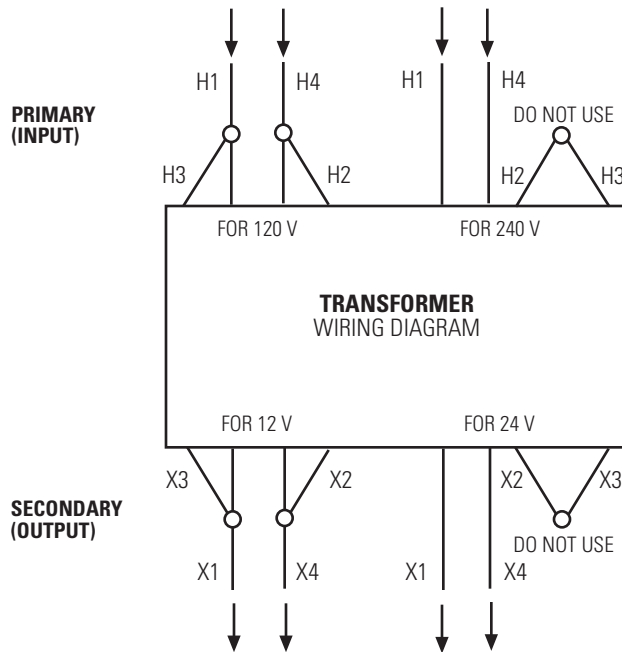 H1
H4
H1
H4
PRIMARY
(INPUT)
DO NOT USE
H3
H2
H2
H3
FOR 120 V
FOR 240 V
TRANSFORMER
WIRING DIAGRAM
FOR 12 V
FOR 24 V
X3
X2
X2
X3
SECONDARY
(OUTPUT)
DO NOT USE
X1
X4
X1
X4